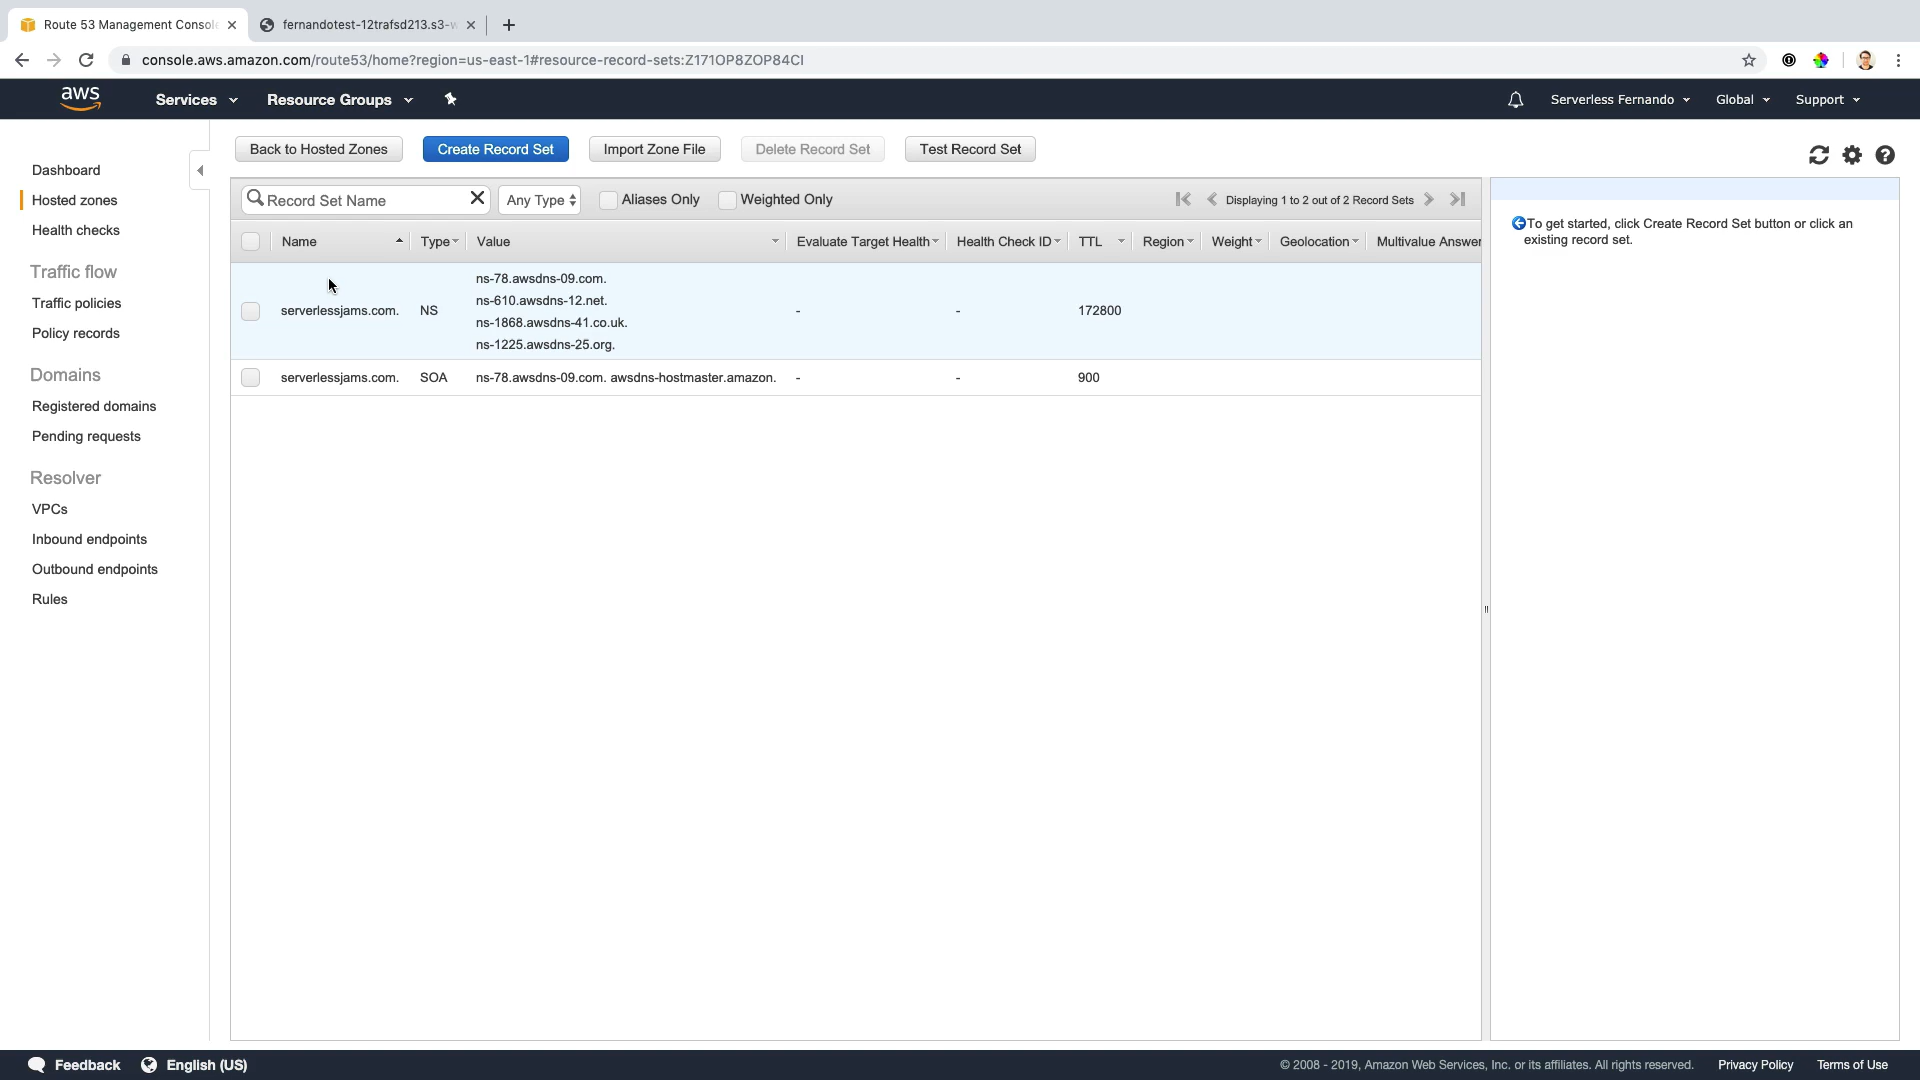 Route 53 Management Consol
fernandotest-12trafsd213.s3-w
console.aws.amazon.com/route53/home?region=us-east-1#resource-record-sets:Z171OP8ZOP84CI
aws
Services
Resource Groups
Serverless Fernando
Global
Support
Dashboard
Hosted zones
Health checks
Traffic flow
Traffic policies
Policy records
Domains
Registered domains
Pending requests
Resolver
VPCs
Inbound endpoints
Outbound endpoints
Rules
Back to Hosted Zones
Create Record Set
Import Zone File
Delete Record Set
Test Record Set
Record Set Name
Any Type
Aliases Only
Weighted Only
Displaying 1 to 2 out of 2 Record Sets
Name Type Value Evaluate Target Health Health Check ID TTL Region Weight Geolocation Multivalue Answer
serverlessjams.com. NS
ns-78.awsdns-09.com.
ns-610.awsdns-12.net.
ns-1868.awsdns-41.co.uk.
ns-1225.awsdns-25.org.
- - 172800
serverlessjams.com. SOA ns-78.awsdns-09.com. awsdns-hostmaster.amazon. - - 900
To get started, click Create Record Set button or click an
existing record set.
Feedback
English (US)
© 2008 - 2019, Amazon Web Services, Inc. or its affiliates. All rights reserved.
Privacy Policy
Terms of Use